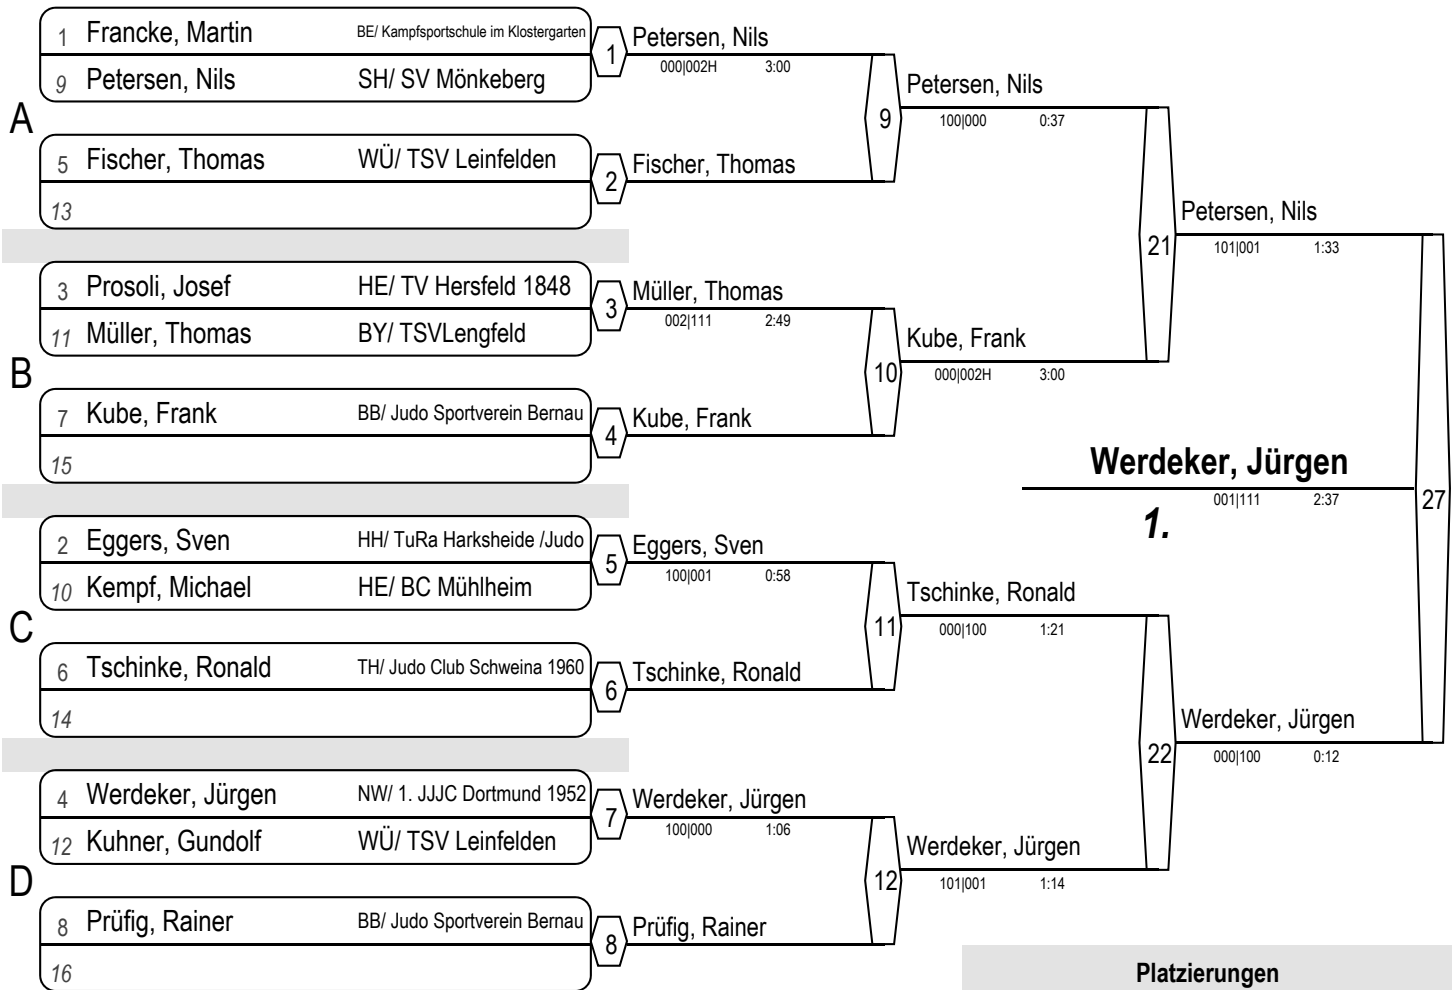 1 Francke, Martin BE/ Kampfsportschule im Klostergarten
9 Petersen, Nils SH/ SV Mönkeberg
1 Petersen, Nils
000|002H 3:00
A
5 Fischer, Thomas WÜ/ TSV Leinfelden
13
2 Fischer, Thomas
9 Petersen, Nils
100|000 0:37
3 Prosoli, Josef HE/ TV Hersfeld 1848
11 Müller, Thomas BY/ TSVLengfeld
3 Müller, Thomas
002|111 2:49
B
7 Kube, Frank BB/ Judo Sportverein Bernau
15
4 Kube, Frank
10 Kube, Frank
000|002H 3:00
21 Petersen, Nils
101|001 1:33
2 Eggers, Sven HH/ TuRa Harksheide /Judo
10 Kempf, Michael HE/ BC Mühlheim
5 Eggers, Sven
100|001 0:58
C
6 Tschinke, Ronald TH/ Judo Club Schweina 1960
14
6 Tschinke, Ronald
11 Tschinke, Ronald
000|100 1:21
4 Werdeker, Jürgen NW/ 1. JJJC Dortmund 1952
12 Kuhner, Gundolf WÜ/ TSV Leinfelden
7 Werdeker, Jürgen
100|000 1:06
D
8 Prüfig, Rainer BB/ Judo Sportverein Bernau
16
8 Prüfig, Rainer
12 Werdeker, Jürgen
101|001 1:14
22 Werdeker, Jürgen
000|100 0:12
27 Werdeker, Jürgen
001|111 2:37
1.
Platzierungen